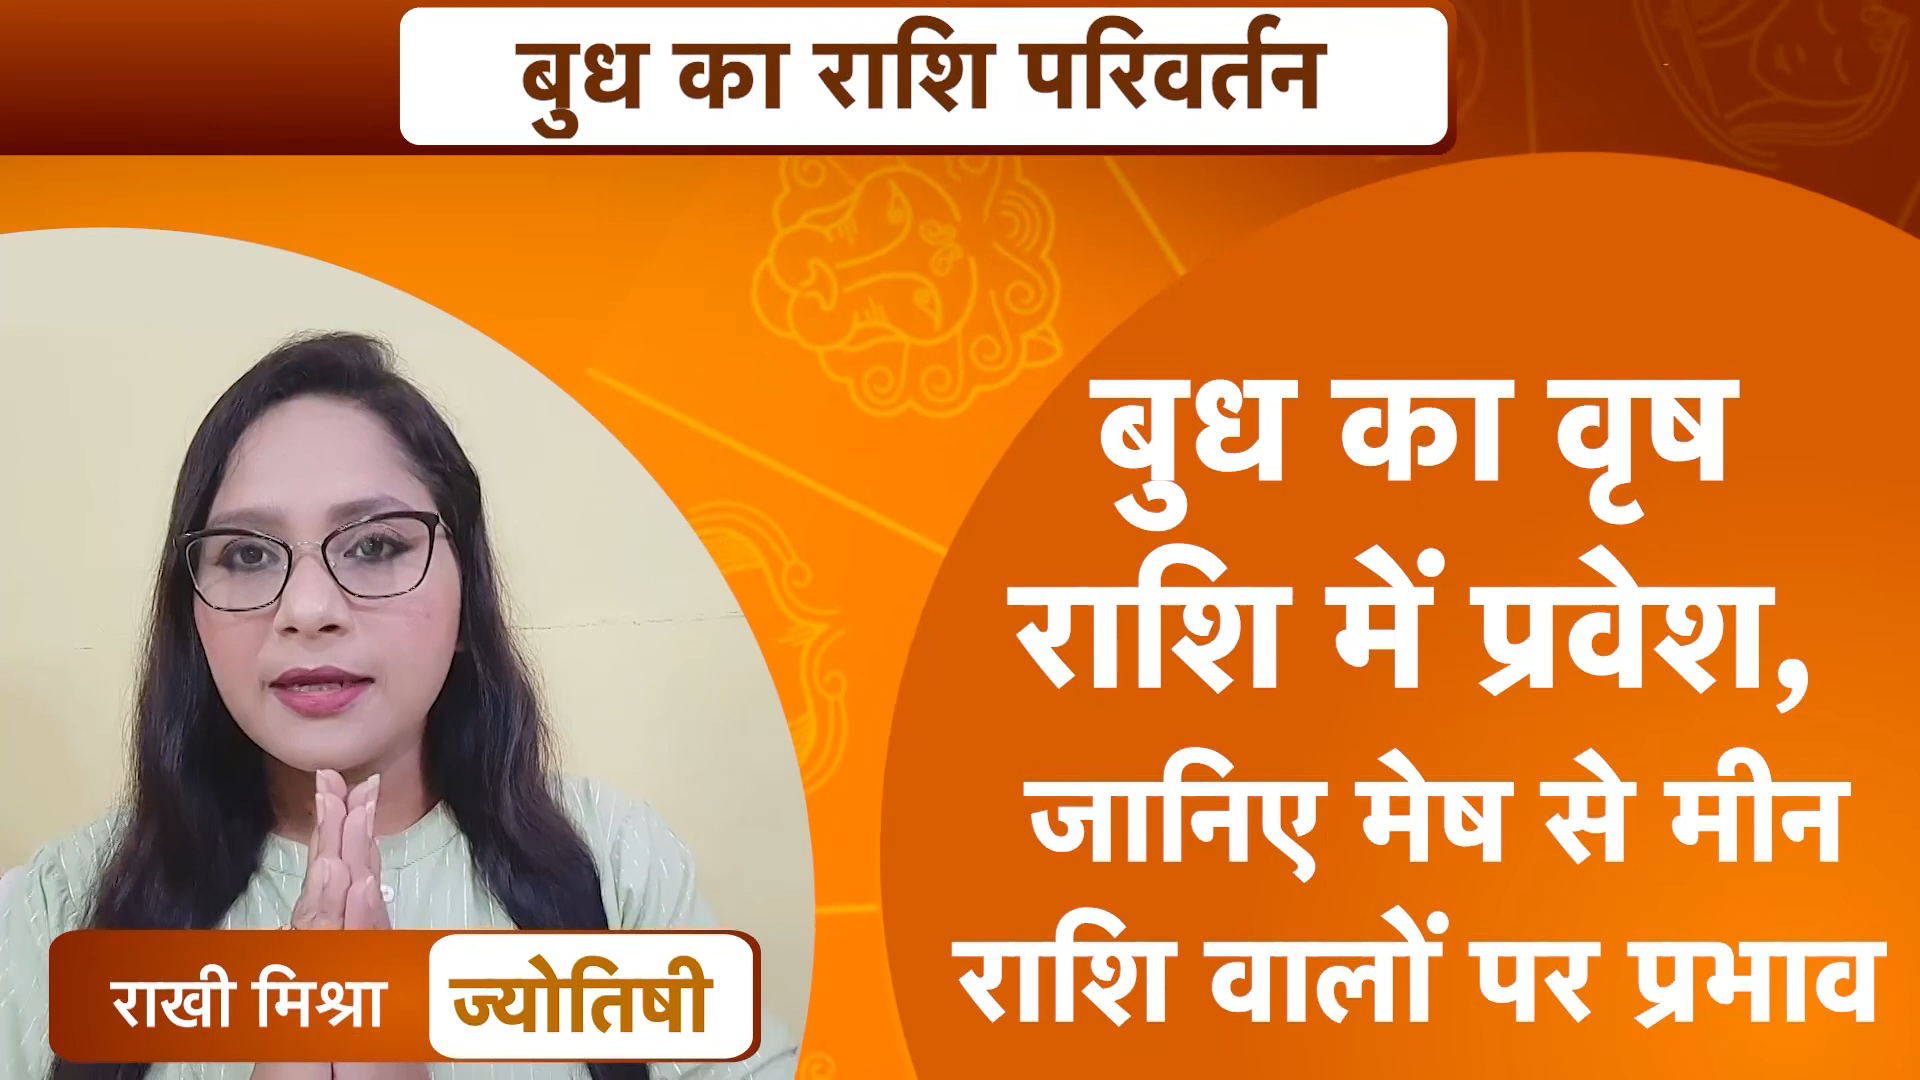 बुध का राशि परिवर्तन
बुध का वृष
राशि में प्रवेश,
जानिए मेष से मीन
राशि वालों पर प्रभाव
राखी मिश्रा ज्योतिषी